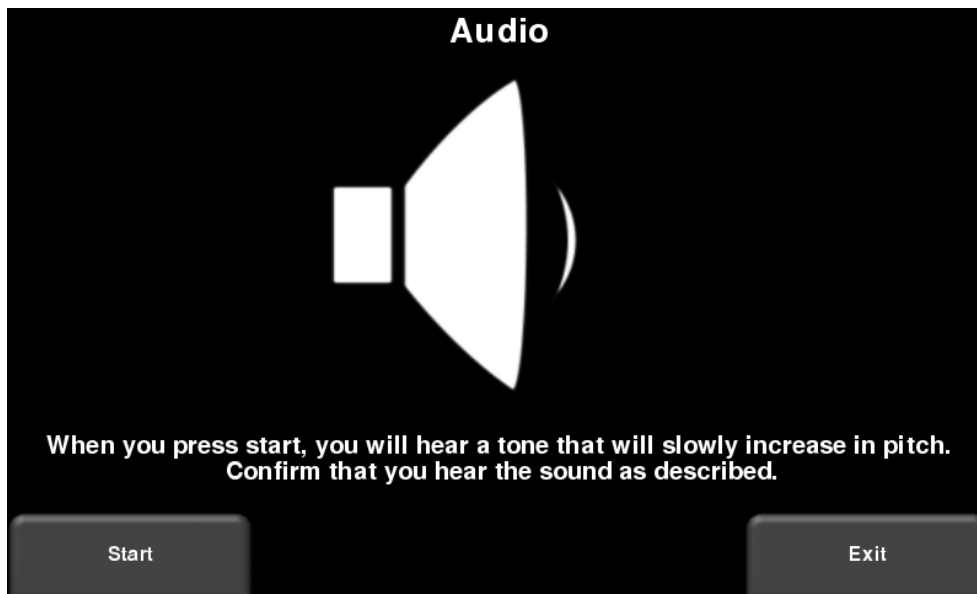 Audio
When you press start, you will hear a tone that will slowly increase in pitch.
Confirm that you hear the sound as described.
Start
Exit